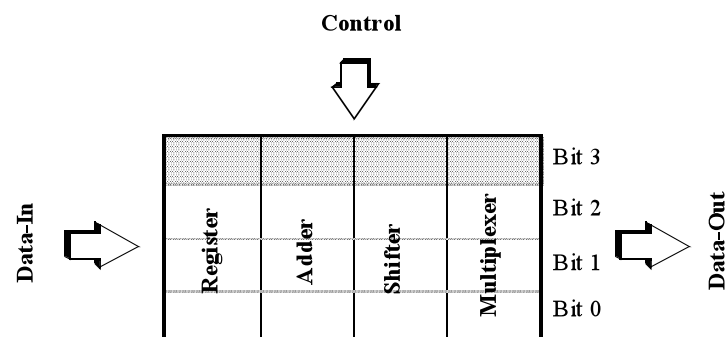 Control
Bit 3
Bit 2
Bit 1
Bit 0
Data-In
Register
Adder
Shifter
Multiplexer
Data-Out